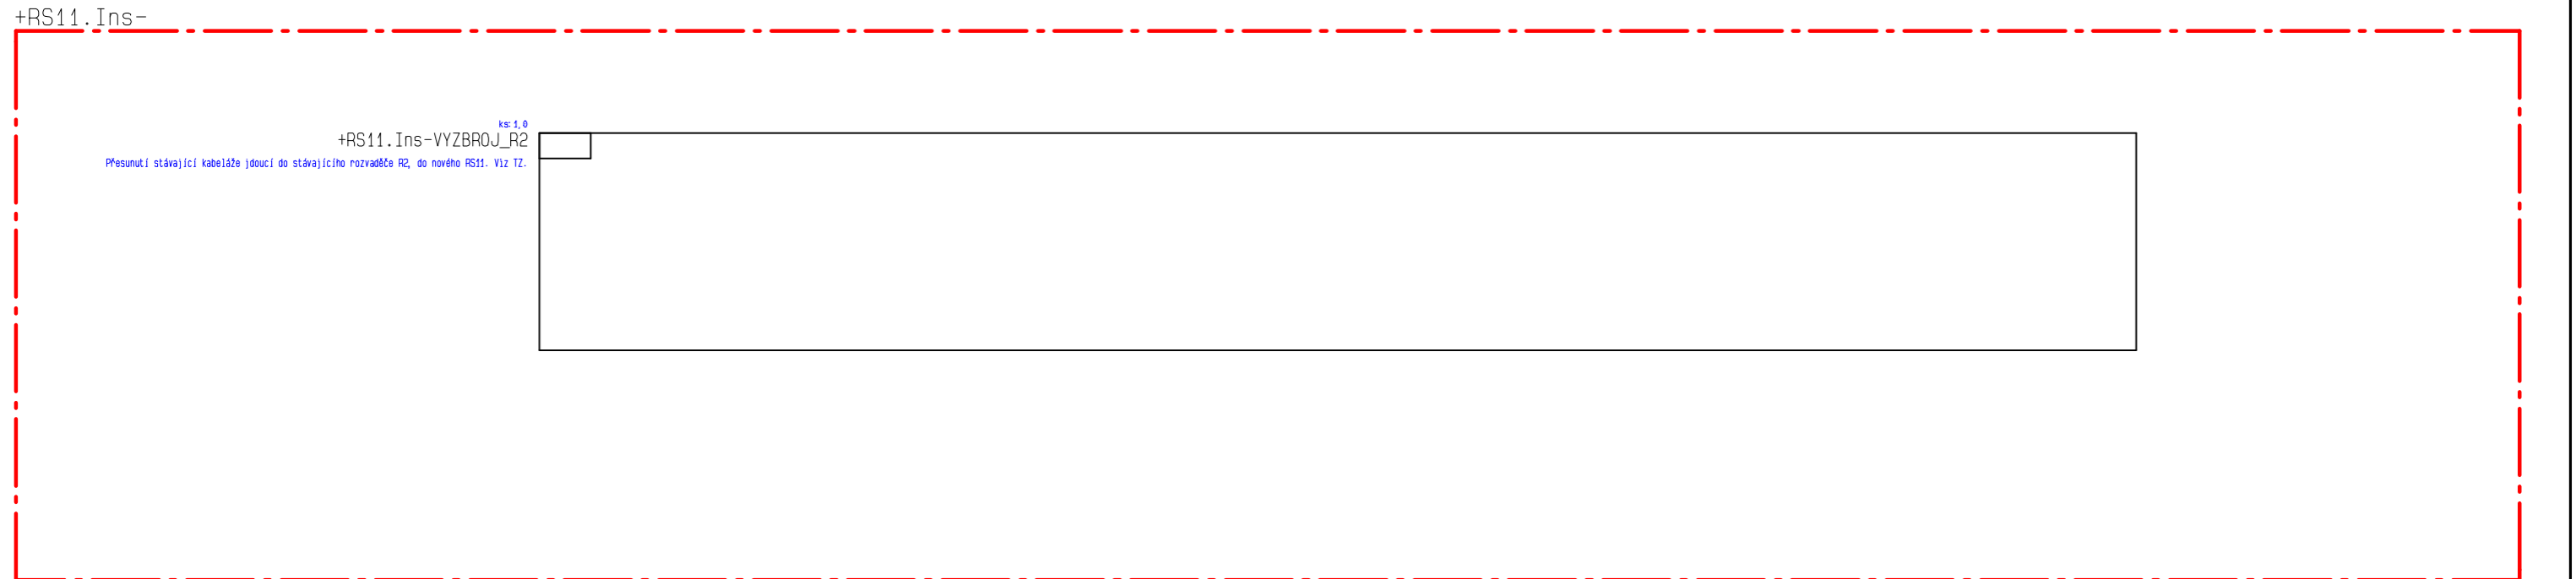 +RS11.Ins-
ks:1,0
+RS11.Ins-VYZBROJ_R2
Přesunutí stávající kabeláže jdoucí do stávajícího rozvaděče R2, do nového RS11. Viz TZ.